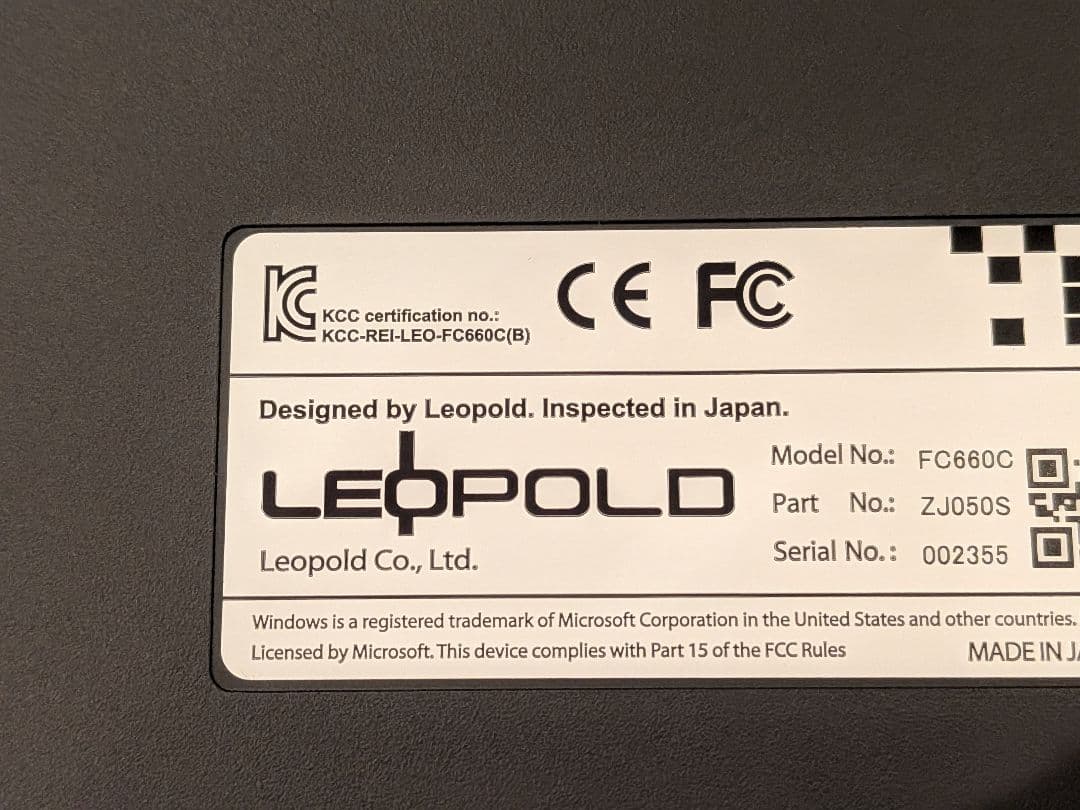 KCC certification no.:
KCC-REI-LEO-FC660C(B)
CE FC
Designed by Leopold. Inspected in Japan.
LEOPOLD
Leopold Co., Ltd.
Model No.: FC660C
Part No.: ZJ050S
Serial No.: 002355
Windows is a registered trademark of Microsoft Corporation in the United States and other countries.
Licensed by Microsoft. This device complies with Part 15 of the FCC Rules
MADE IN